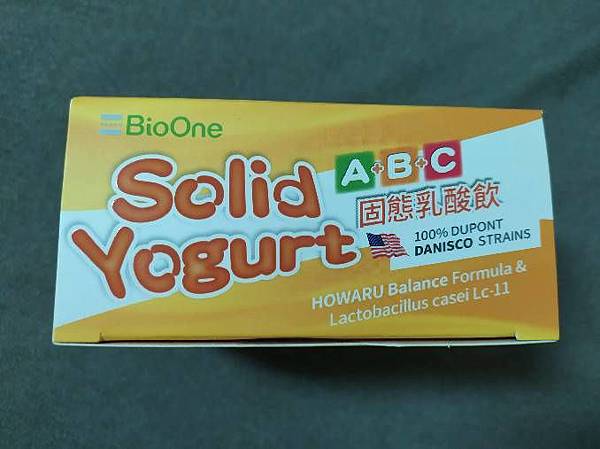 BioOne
Solid
Yogurt
A+B+C
固態乳酸飲
100% DUPONT
DANISCO STRAINS
HOWARU Balance Formula &
Lactobacillus casei Lc-11